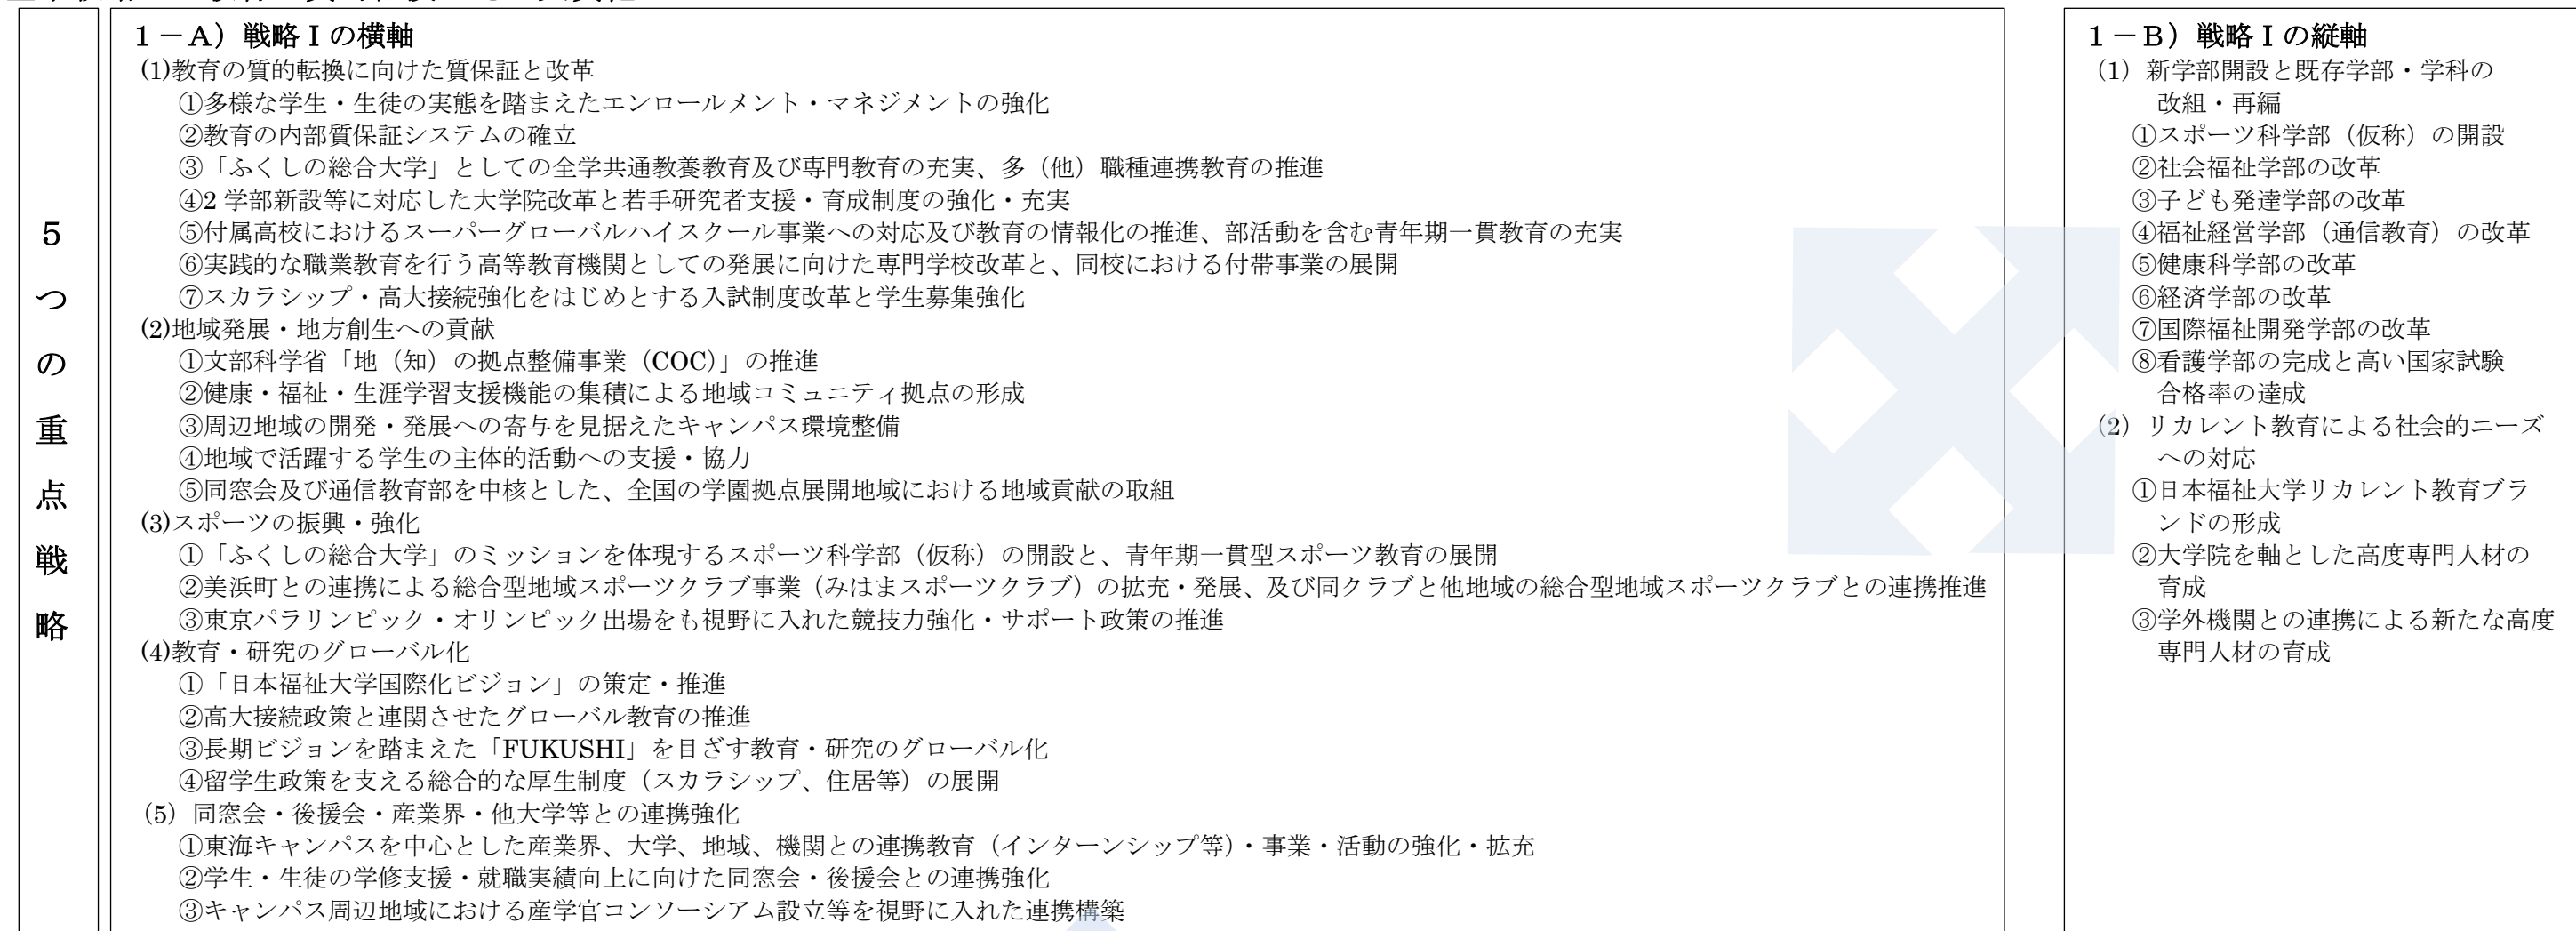 5
つ
の
重
点
戦
略
1－A）戦略Ⅰの横軸
(1)教育の質的転換に向けた質保証と改革
①多様な学生・生徒の実態を踏まえたエンロールメント・マネジメントの強化
②教育の内部質保証システムの確立
③「ふくしの総合大学」としての全学共通教養教育及び専門教育の充実、多（他）職種連携教育の推進
④2 学部新設等に対応した大学院改革と若手研究者支援・育成制度の強化・充実
⑤付属高校におけるスーパーグローバルハイスクール事業への対応及び教育の情報化の推進、部活動を含む青年期一貫教育の充実
⑥実践的な職業教育を行う高等教育機関としての発展に向けた専門学校改革と、同校における付帯事業の展開
⑦スカラシップ・高大接続強化をはじめとする入試制度改革と学生募集強化
(2)地域発展・地方創生への貢献
①文部科学省「地（知）の拠点整備事業（COC）」の推進
②健康・福祉・生涯学習支援機能の集積による地域コミュニティ拠点の形成
③周辺地域の開発・発展への寄与を見据えたキャンパス環境整備
④地域で活躍する学生の主体的活動への支援・協力
⑤同窓会及び通信教育部を中核とした、全国の学園拠点展開地域における地域貢献の取組
(3)スポーツの振興・強化
①「ふくしの総合大学」のミッションを体現するスポーツ科学部（仮称）の開設と、青年期一貫型スポーツ教育の展開
②美浜町との連携による総合型地域スポーツクラブ事業（みはまスポーツクラブ）の拡充・発展、及び同クラブと他地域の総合型地域スポーツクラブとの連携推進
③東京パラリンピック・オリンピック出場をも視野に入れた競技力強化・サポート政策の推進
(4)教育・研究のグローバル化
①「日本福祉大学国際化ビジョン」の策定・推進
②高大接続政策と連関させたグローバル教育の推進
③長期ビジョンを踏まえた「FUKUSHI」を目ざす教育・研究のグローバル化
④留学生政策を支える総合的な厚生制度（スカラシップ、住居等）の展開
（5）同窓会・後援会・産業界・他大学等との連携強化
①東海キャンパスを中心とした産業界、大学、地域、機関との連携教育（インターンシップ等）・事業・活動の強化・拡充
②学生・生徒の学修支援・就職実績向上に向けた同窓会・後援会との連携強化
③キャンパス周辺地域における産学官コンソーシアム設立等を視野に入れた連携構築
1－B）戦略Ⅰの縦軸
（1）新学部開設と既存学部・学科の
改組・再編
①スポーツ科学部（仮称）の開設
②社会福祉学部の改革
③子ども発達学部の改革
④福祉経営学部（通信教育）の改革
⑤健康科学部の改革
⑥経済学部の改革
⑦国際福祉開発学部の改革
⑧看護学部の完成と高い国家試験
合格率の達成
（2）リカレント教育による社会的ニーズ
への対応
①日本福祉大学リカレント教育ブラ
ンドの形成
②大学院を軸とした高度専門人材の
育成
③学外機関との連携による新たな高度
専門人材の育成